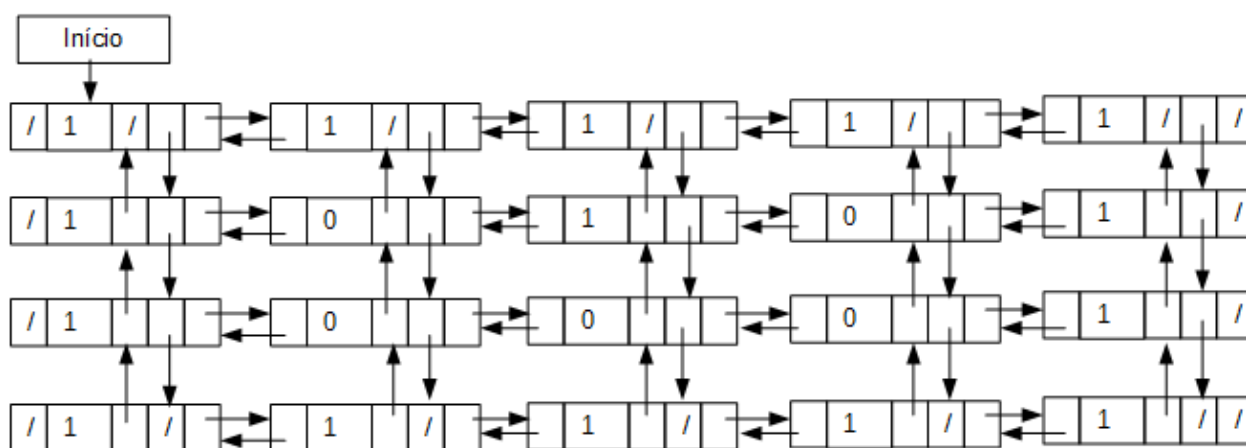 Início
/ 1 / 1 / 1 / 1 / 1 / /
/ 1 0 1 0 1 /
/ 1 0 0 0 1 /
/ 1 / 1 / 1 / 1 / 1 / /